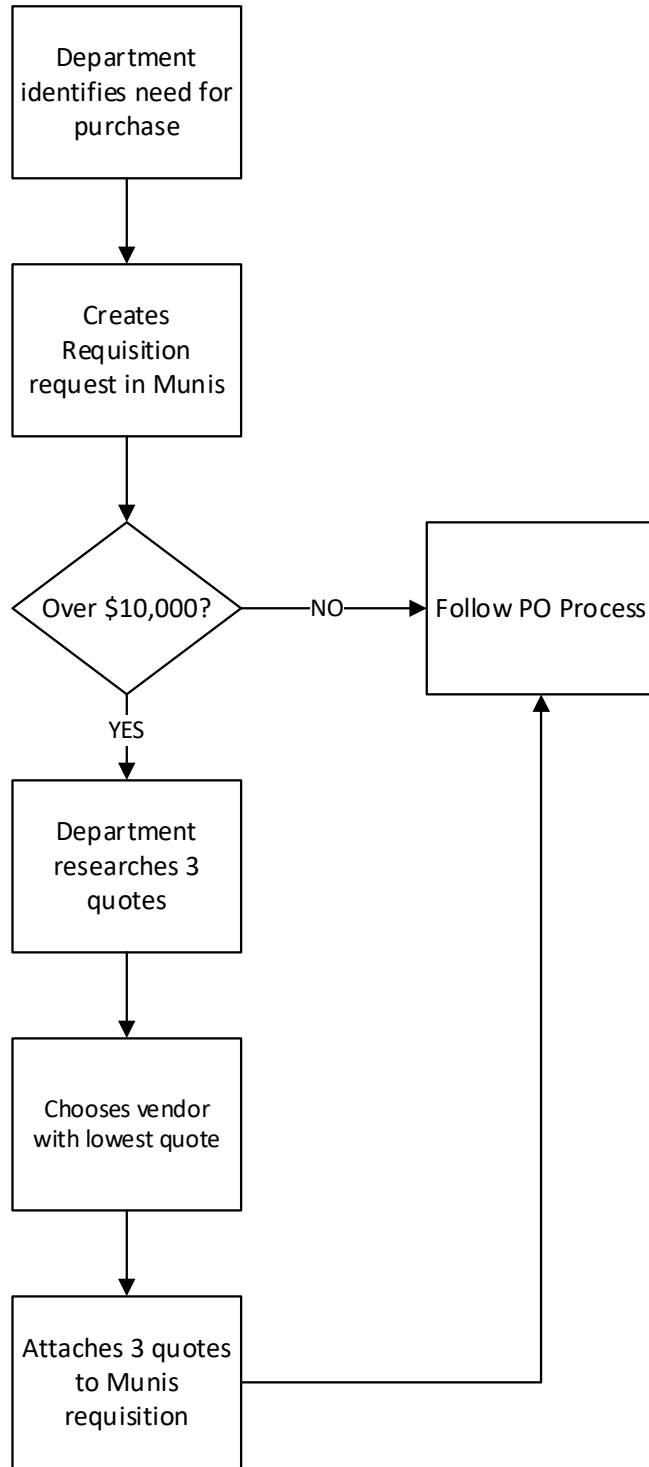 Department
identifies need for
purchase
Creates
Requisition
request in Munis
Over $10,000?
NO
Follow PO Process
YES
Department
researches 3
quotes
Chooses vendor
with lowest quote
Attaches 3 quotes
to Munis
requisition